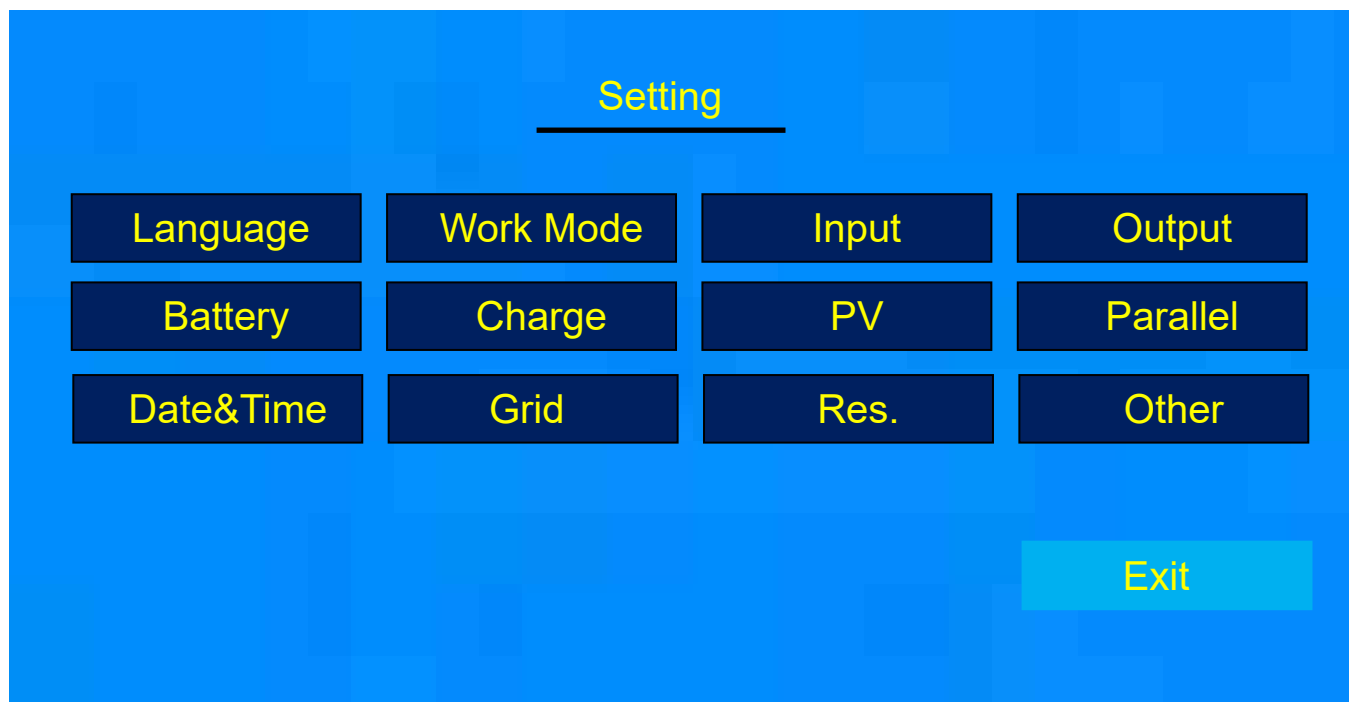 Setting
Language Work Mode Input Output
Battery Charge PV Parallel
Date&Time Grid Res. Other
Exit